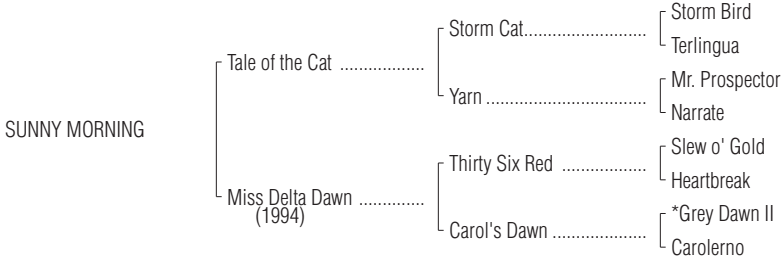 Storm Bird
Storm Cat..........................
Terlingua
Tale of the Cat ..................
Mr. Prospector
Yarn ..................................
Narrate
SUNNY MORNING
Slew o' Gold
Thirty Six Red ..................
Heartbreak
Miss Delta Dawn ..............
(1994)
*Grey Dawn II
Carol's Dawn ....................
Carolerno